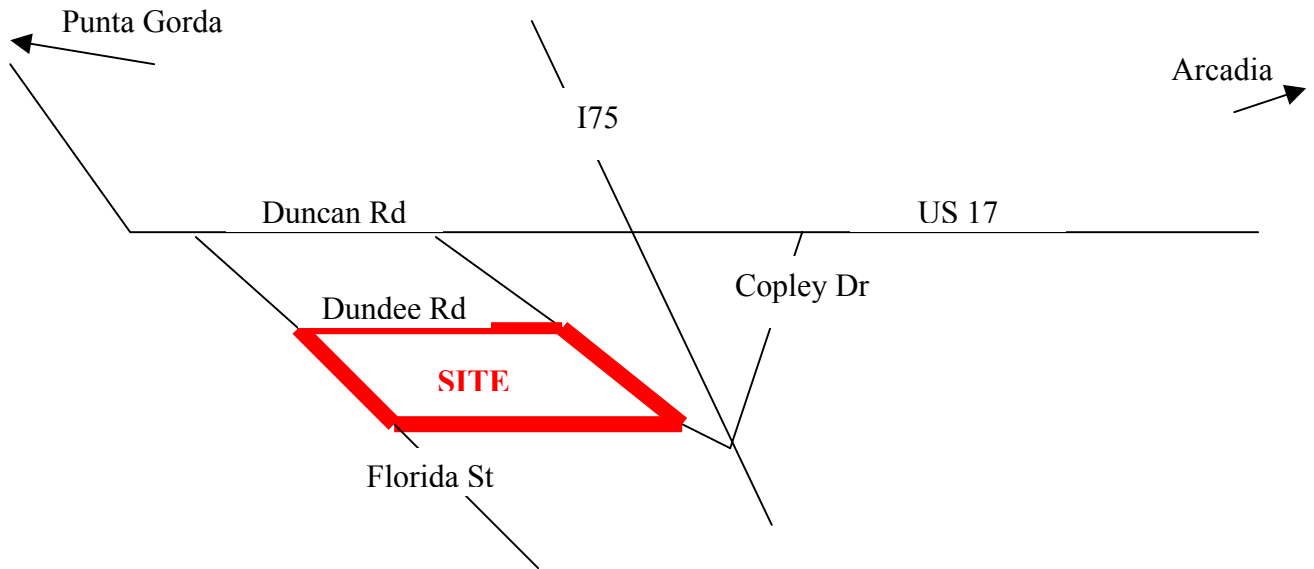 Punta Gorda
Arcadia
I75
Duncan Rd
US 17
Copley Dr
Dundee Rd
SITE
Florida St